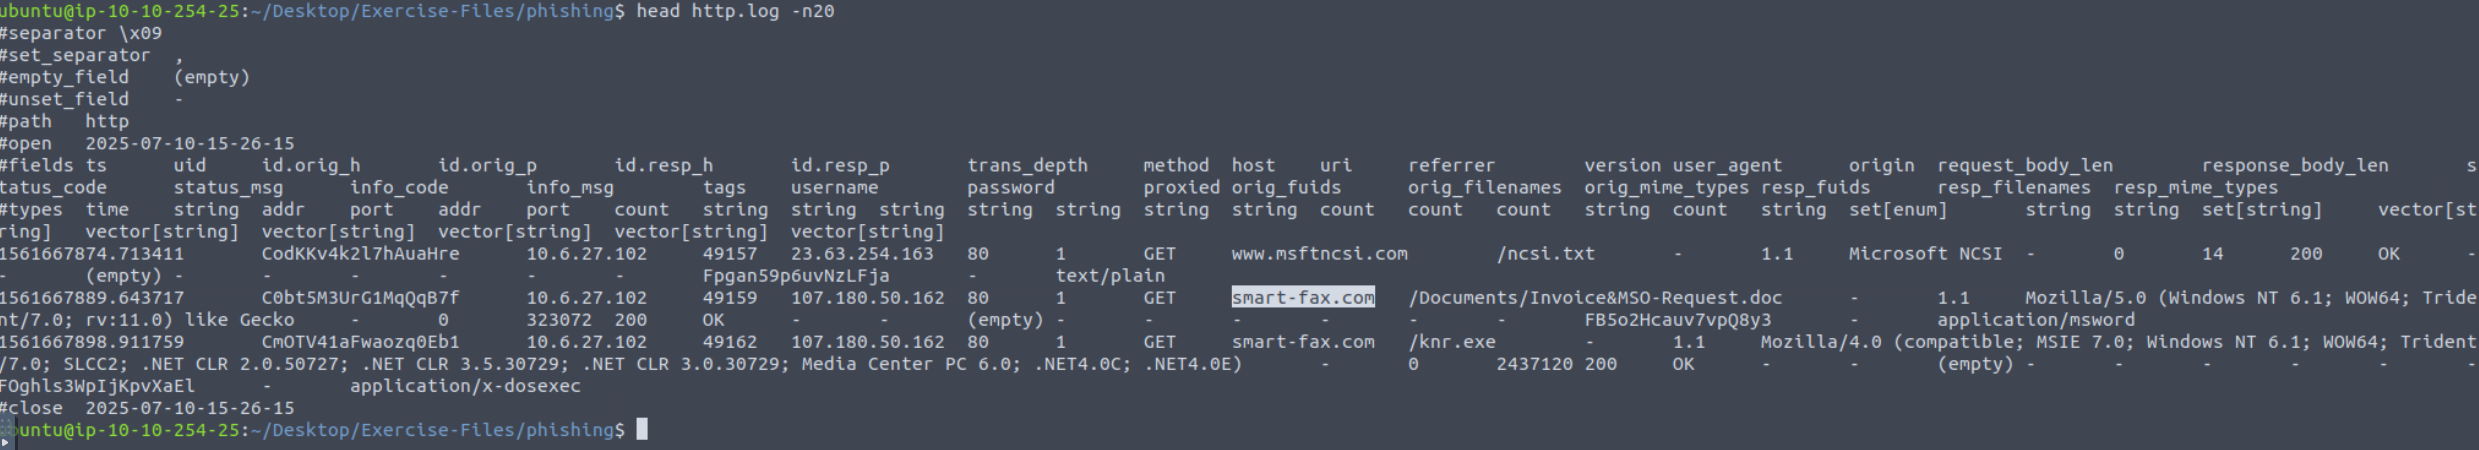 ubuntu@ip-10-10-254-25:~/Desktop/Exercise-Files/phishing$ head http.log -n20
#separator \x09
#set_separator	,
#empty_field	(empty)
#unset_field	-
#path	http
#open	2025-07-10-15-26-15
#fields	ts	uid	id.orig_h	id.orig_p	id.resp_h	id.resp_p	trans_depth	method	host	uri	referrer	version	user_agent	origin	request_body_len	response_body_len	s
tatus_code	status_msg	info_code	info_msg	tags	username	password	proxied	orig_fuids	orig_filenames	orig_mime_types	resp_fuids	resp_filenames	resp_mime_types
#types	time	string	addr	port	addr	port	count	string	string	string	string	string	string	string	count	count	count	string	count	string	set[enum]	string	string	set[string]	vector[st
ring]	vector[string]	vector[string]	vector[string]	vector[string]	vector[string]
1561667874.713411	CodKKv4k2l7hAuaHre	10.6.27.102	49157	23.63.254.163	80	1	GET	www.msftncsi.com	/ncsi.txt	-	1.1	Microsoft NCSI	-	0	14	200	OK	-
-	(empty)	-	-	-	-	-	-	Fpgan59p6uvNzLFja	-	text/plain
1561667889.643717	C0bt5M3UrG1MqQqB7f	10.6.27.102	49159	107.180.50.162	80	1	GET	smart-fax.com	/Documents/Invoice&MSO-Request.doc	-	1.1	Mozilla/5.0 (Windows NT 6.1; WOW64; Tride
nt/7.0; rv:11.0) like Gecko	-	0	323072	200	OK	-	-	(empty)	-	-	-	-	-	-	FB5o2Hcauv7vpQ8y3	-	application/msword
1561667898.911759	CmOTV41aFwaozq0Eb1	10.6.27.102	49162	107.180.50.162	80	1	GET	smart-fax.com	/knr.exe	-	1.1	Mozilla/4.0 (compatible; MSIE 7.0; Windows NT 6.1; WOW64; Trident
/7.0; SLCC2; .NET CLR 2.0.50727; .NET CLR 3.5.30729; .NET CLR 3.0.30729; Media Center PC 6.0; .NET4.0C; .NET4.0E)	-	0	2437120	200	OK	-	-	(empty)	-	-	-	-	-	-
FOghls3WpIjKpvXaEl	-	application/x-dosexec
#close	2025-07-10-15-26-15
ubuntu@ip-10-10-254-25:~/Desktop/Exercise-Files/phishing$